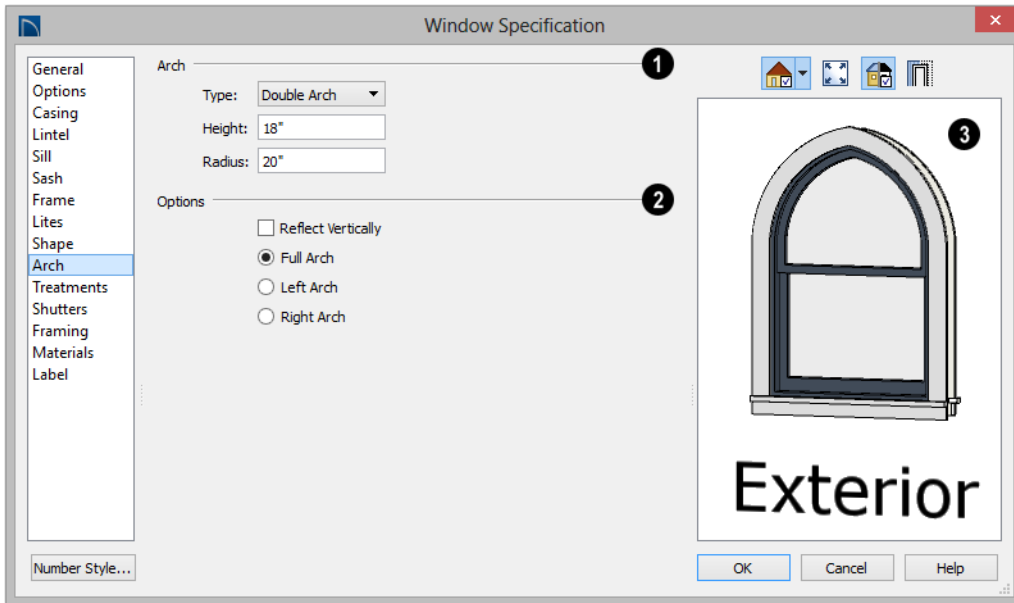 Window Specification
General
Options
Casing
Lintel
Sill
Sash
Frame
Lites
Shape
Arch
Treatments
Shutters
Framing
Materials
Label
Number Style...
Arch
1
Type: Double Arch
Height: 18"
Radius: 20"
Options
2
Reflect Vertically
Full Arch
Left Arch
Right Arch
3
Exterior
OK
Cancel
Help